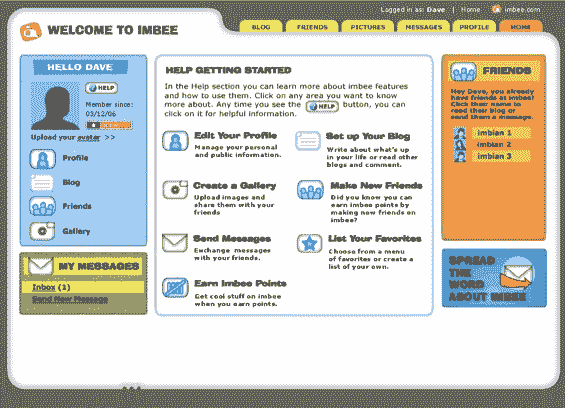 Logged in as: Dave | Home imbee.com
WELCOME TO IMBEE
BLOG FRIENDS PICTURES MESSAGES PROFILE HOME
HELLO DAVE
HELP
Member since:
03/12/06
Upload your avatar >>
Profile
Blog
Friends
Gallery
MY MESSAGES
Inbox (1)
Send New Message
HELP GETTING STARTED
In the Help section you can learn more about imbee features
and how to use them. Click on any area you want to know
more about. Any time you see the HELP button, you can
click on it for helpful information.
Edit Your Profile
Manage your personal
and public information.
Set up Your Blog
Write about what's up
in your life or read other
blogs and comment.
Create a Gallery
Upload images and
share them with your
friends
Make New Friends
Did you know you can
earn imbee points by
making new friends on
imbee?
Send Messages
Exchange messages
with your friends.
List Your Favorites
Choose from a menu
of favorites or create a
list of your own.
Earn Imbee Points
Get cool stuff on imbee
when you earn points.
FRIENDS
Hey Dave, you already
have friends at imbee!
Click their name to
read their blog or
send them a message.
imbian 1
imbian 2
imbian 3
SPREAD
THE
WORD
ABOUT IMBEE